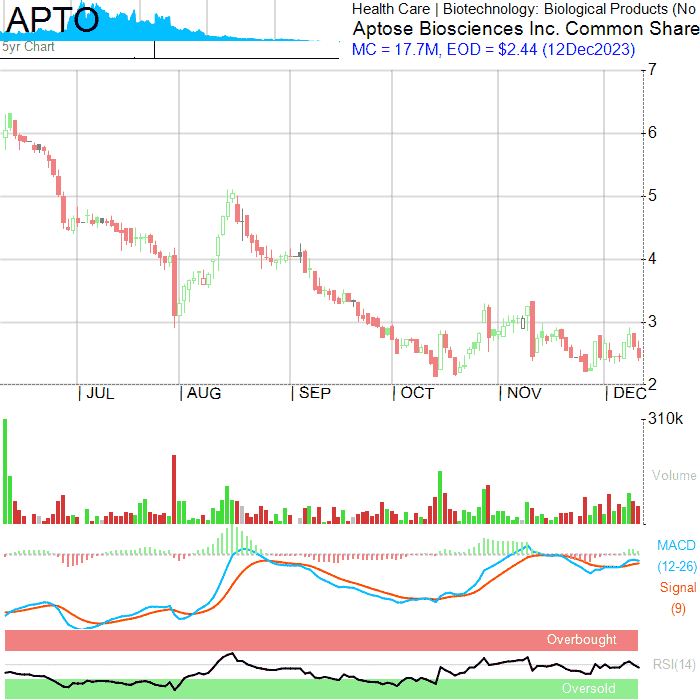 APTO
5yr Chart
Health Care | Biotechnology: Biological Products (No
Aptose Biosciences Inc. Common Share
MC = 17.7M, EOD = $2.44 (12Dec2023)
7
6
5
4
3
2
| JUL | AUG | SEP | OCT | NOV | DEC
310k
Volume
MACD
(12-26)
Signal
(9)
Overbought
RSI(14)
Oversold